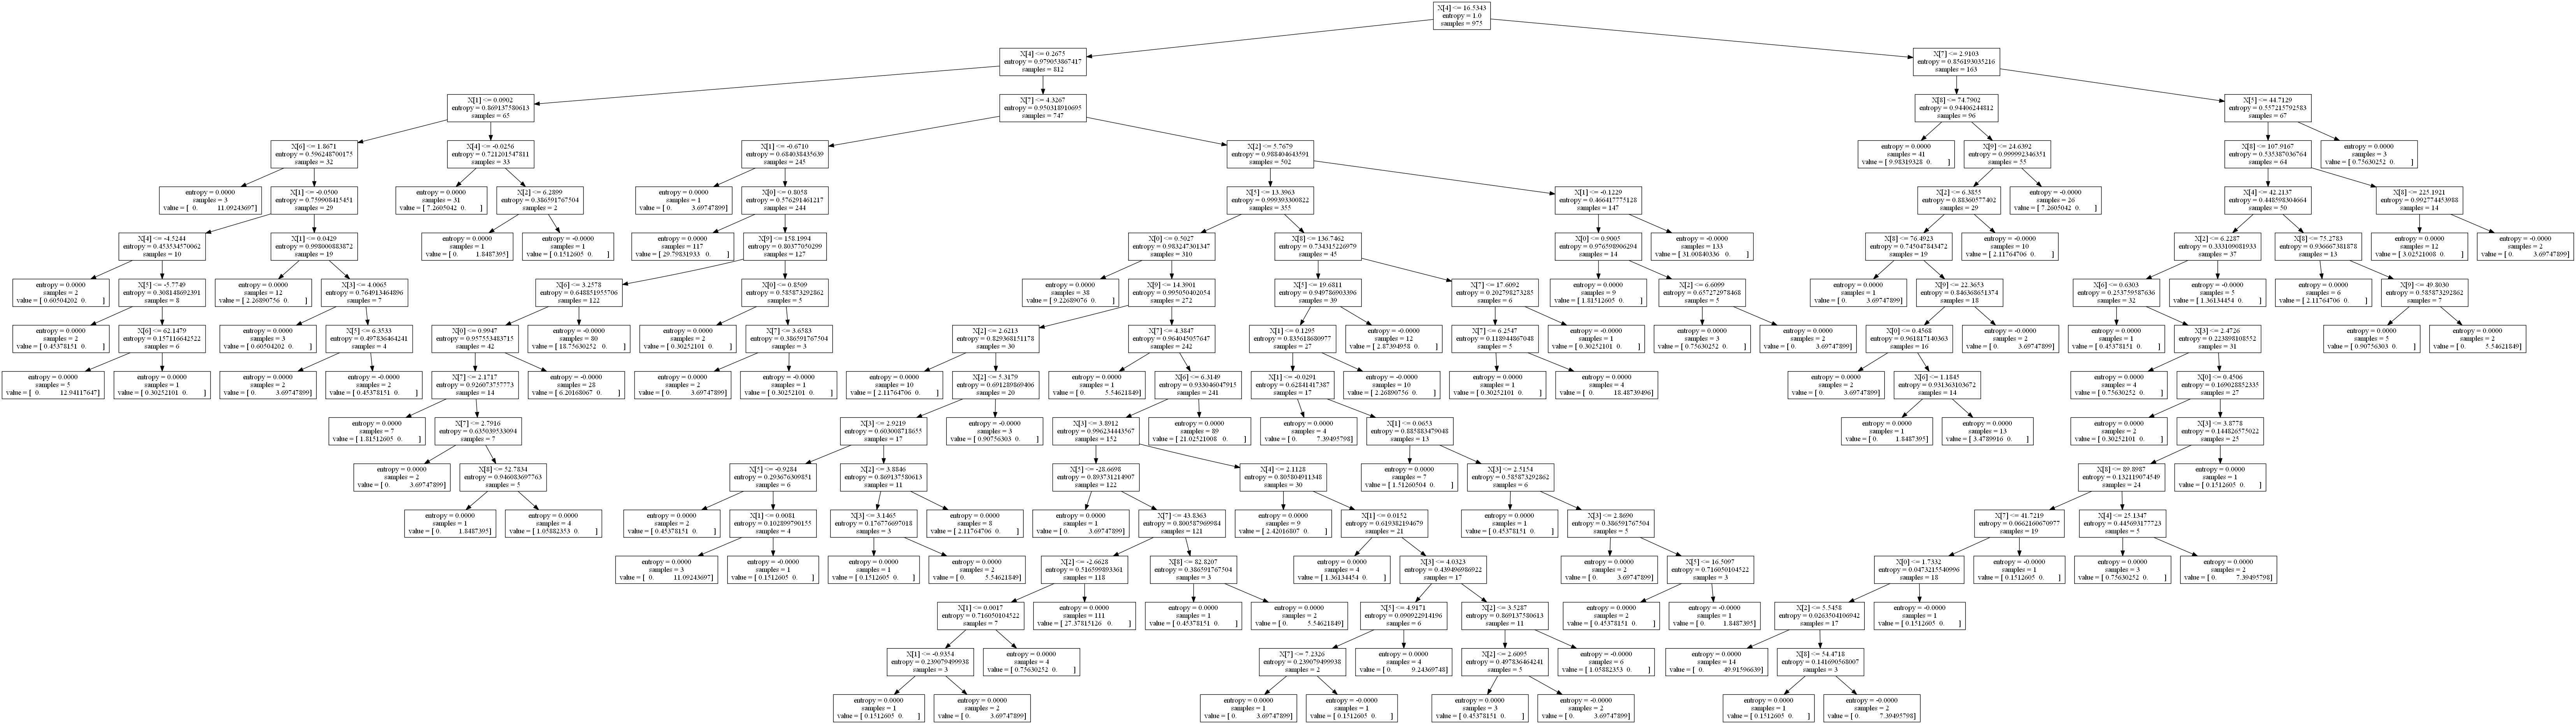 X[4] <= 16.5343
entropy = 1.0
samples = 975
X[4] <= 0.2675
entropy = 0.979053867417
samples = 812
X[7] <= 2.9103
entropy = 0.856193035216
samples = 163
X[1] <= 0.0902
entropy = 0.869137580613
samples = 65
X[7] <= 4.3267
entropy = 0.950318910695
samples = 747
X[8] <= 74.7902
entropy = 0.94406244812
samples = 96
X[5] <= 44.7129
entropy = 0.557215792583
samples = 67
X[6] <= 1.8671
entropy = 0.596248700175
samples = 32
X[4] <= -0.0256
entropy = 0.721201547811
samples = 33
X[1] <= -0.6710
entropy = 0.684038435639
samples = 245
X[2] <= 5.7679
entropy = 0.988404643591
samples = 502
entropy = 0.0000
samples = 41
value = [ 9.98319328 0. ]
X[9] <= 24.6392
entropy = 0.999992346351
samples = 55
X[8] <= 107.9167
entropy = 0.535387036764
samples = 64
entropy = 0.0000
samples = 3
value = [ 0.75630252 0. ]
entropy = 0.0000
samples = 3
value = [ 0. 11.09243697]
X[1] <= -0.0500
entropy = 0.759908415451
samples = 29
entropy = 0.0000
samples = 31
value = [ 7.2605042 0. ]
X[2] <= 6.2899
entropy = 0.386591767504
samples = 2
entropy = 0.0000
samples = 1
value = [ 0. 3.69747899]
X[0] <= 0.8058
entropy = 0.576291461217
samples = 244
X[5] <= 13.3963
entropy = 0.999393300822
samples = 355
X[1] <= -0.1229
entropy = 0.466417775128
samples = 147
X[2] <= 6.3855
entropy = 0.88360577402
samples = 29
entropy = -0.0000
samples = 26
value = [ 7.2605042 0. ]
X[4] <= 42.2137
entropy = 0.448598304664
samples = 50
X[8] <= 225.1921
entropy = 0.992774453988
samples = 14
X[4] <= -4.5244
entropy = 0.453534570062
samples = 10
X[1] <= 0.0429
entropy = 0.998000883872
samples = 19
entropy = 0.0000
samples = 1
value = [ 0. 1.8487395]
entropy = -0.0000
samples = 1
value = [ 0.1512605 0. ]
entropy = 0.0000
samples = 117
value = [ 29.79831933 0. ]
X[9] <= 158.1994
entropy = 0.80377050299
samples = 127
X[0] <= 0.5027
entropy = 0.983247301347
samples = 310
X[8] <= 136.7462
entropy = 0.734315226979
samples = 45
X[0] <= 0.9005
entropy = 0.976598906294
samples = 14
entropy = -0.0000
samples = 133
value = [ 31.00840336 0. ]
X[8] <= 76.4923
entropy = 0.745047843472
samples = 19
entropy = -0.0000
samples = 10
value = [ 2.11764706 0. ]
X[2] <= 6.2287
entropy = 0.333109081933
samples = 37
X[8] <= 75.2783
entropy = 0.936667381878
samples = 13
entropy = 0.0000
samples = 12
value = [ 3.02521008 0. ]
entropy = -0.0000
samples = 2
value = [ 0. 3.69747899]
entropy = 0.0000
samples = 2
value = [ 0.60504202 0. ]
X[5] <= -5.7749
entropy = 0.308148692391
samples = 8
entropy = 0.0000
samples = 12
value = [ 2.26890756 0. ]
X[3] <= 4.0065
entropy = 0.764913464896
samples = 7
X[6] <= 3.2578
entropy = 0.648851955706
samples = 122
X[0] <= 0.8509
entropy = 0.585873292862
samples = 5
entropy = 0.0000
samples = 38
value = [ 9.22689076 0. ]
X[9] <= 14.3901
entropy = 0.995050402054
samples = 272
X[5] <= 19.6811
entropy = 0.949786903396
samples = 39
X[7] <= 17.6092
entropy = 0.202798273285
samples = 6
entropy = 0.0000
samples = 9
value = [ 1.81512605 0. ]
X[2] <= 6.6099
entropy = 0.657272978468
samples = 5
entropy = 0.0000
samples = 1
value = [ 0. 3.69747899]
X[9] <= 22.3653
entropy = 0.846368651374
samples = 18
X[6] <= 0.6303
entropy = 0.253759587636
samples = 32
entropy = -0.0000
samples = 5
value = [ 1.36134454 0. ]
entropy = 0.0000
samples = 6
value = [ 2.11764706 0. ]
X[9] <= 49.8030
entropy = 0.585873292862
samples = 7
entropy = 0.0000
samples = 2
value = [ 0.45378151 0. ]
X[6] <= 62.1479
entropy = 0.157116642522
samples = 6
entropy = 0.0000
samples = 3
value = [ 0.60504202 0. ]
X[5] <= 6.3533
entropy = 0.497836464241
samples = 4
X[0] <= 0.9947
entropy = 0.957553483715
samples = 42
entropy = -0.0000
samples = 80
value = [ 18.75630252 0. ]
entropy = 0.0000
samples = 2
value = [ 0.30252101 0. ]
X[7] <= 3.6583
entropy = 0.386591767504
samples = 3
X[2] <= 2.6213
entropy = 0.829368151178
samples = 30
X[7] <= 4.3847
entropy = 0.964045057647
samples = 242
X[1] <= 0.1295
entropy = 0.835618680977
samples = 27
entropy = -0.0000
samples = 12
value = [ 2.87394958 0. ]
X[7] <= 6.2547
entropy = 0.118944867048
samples = 5
entropy = -0.0000
samples = 1
value = [ 0.30252101 0. ]
entropy = 0.0000
samples = 3
value = [ 0.75630252 0. ]
entropy = 0.0000
samples = 2
value = [ 0. 3.69747899]
X[0] <= 0.4568
entropy = 0.961817140363
samples = 16
entropy = -0.0000
samples = 2
value = [ 0. 3.69747899]
entropy = 0.0000
samples = 1
value = [ 0.45378151 0. ]
X[3] <= 2.4726
entropy = 0.223898108552
samples = 31
entropy = 0.0000
samples = 5
value = [ 0.90756303 0. ]
entropy = 0.0000
samples = 2
value = [ 0. 5.54621849]
entropy = 0.0000
samples = 5
value = [ 0. 12.94117647]
entropy = 0.0000
samples = 1
value = [ 0.30252101 0. ]
entropy = 0.0000
samples = 2
value = [ 0. 3.69747899]
entropy = -0.0000
samples = 2
value = [ 0.45378151 0. ]
X[7] <= 2.1717
entropy = 0.926073757773
samples = 14
entropy = -0.0000
samples = 28
value = [ 6.20168067 0. ]
entropy = 0.0000
samples = 2
value = [ 0. 3.69747899]
entropy = -0.0000
samples = 1
value = [ 0.30252101 0. ]
entropy = 0.0000
samples = 10
value = [ 2.11764706 0. ]
X[2] <= 5.3179
entropy = 0.691289869406
samples = 20
entropy = 0.0000
samples = 1
value = [ 0. 5.54621849]
X[6] <= 6.3149
entropy = 0.933046047915
samples = 241
X[1] <= -0.0291
entropy = 0.62841417387
samples = 17
entropy = -0.0000
samples = 10
value = [ 2.26890756 0. ]
entropy = 0.0000
samples = 1
value = [ 0.30252101 0. ]
entropy = 0.0000
samples = 4
value = [ 0. 18.48739496]
entropy = 0.0000
samples = 2
value = [ 0. 3.69747899]
X[6] <= 1.1845
entropy = 0.931363103672
samples = 14
entropy = 0.0000
samples = 4
value = [ 0.75630252 0. ]
X[0] <= 0.4506
entropy = 0.169028852335
samples = 27
entropy = 0.0000
samples = 7
value = [ 1.81512605 0. ]
X[7] <= 2.7916
entropy = 0.635039533094
samples = 7
X[3] <= 2.9219
entropy = 0.603008718655
samples = 17
entropy = -0.0000
samples = 3
value = [ 0.90756303 0. ]
X[3] <= 3.8912
entropy = 0.996234443567
samples = 152
entropy = 0.0000
samples = 89
value = [ 21.02521008 0. ]
entropy = 0.0000
samples = 4
value = [ 0. 7.39495798]
X[1] <= 0.0653
entropy = 0.885883479048
samples = 13
entropy = 0.0000
samples = 1
value = [ 0. 1.8487395]
entropy = 0.0000
samples = 13
value = [ 3.4789916 0. ]
entropy = 0.0000
samples = 2
value = [ 0.30252101 0. ]
X[3] <= 3.8778
entropy = 0.144826575022
samples = 25
entropy = 0.0000
samples = 2
value = [ 0. 3.69747899]
X[8] <= 52.7834
entropy = 0.946083697763
samples = 5
X[5] <= -0.9284
entropy = 0.293676309851
samples = 6
X[2] <= 3.8846
entropy = 0.869137580613
samples = 11
X[5] <= -28.6698
entropy = 0.893731214907
samples = 122
X[4] <= 2.1128
entropy = 0.805804911348
samples = 30
entropy = 0.0000
samples = 7
value = [ 1.51260504 0. ]
X[3] <= 2.5154
entropy = 0.585873292862
samples = 6
X[8] <= 89.8987
entropy = 0.132119074549
samples = 24
entropy = 0.0000
samples = 1
value = [ 0.1512605 0. ]
entropy = 0.0000
samples = 1
value = [ 0. 1.8487395]
entropy = 0.0000
samples = 4
value = [ 1.05882353 0. ]
entropy = 0.0000
samples = 2
value = [ 0.45378151 0. ]
X[1] <= 0.0081
entropy = 0.102899790155
samples = 4
X[3] <= 3.1465
entropy = 0.176776697018
samples = 3
entropy = 0.0000
samples = 8
value = [ 2.11764706 0. ]
entropy = 0.0000
samples = 1
value = [ 0. 3.69747899]
X[7] <= 43.8363
entropy = 0.800587969984
samples = 121
entropy = 0.0000
samples = 9
value = [ 2.42016807 0. ]
X[1] <= 0.0152
entropy = 0.619382194679
samples = 21
entropy = 0.0000
samples = 1
value = [ 0.45378151 0. ]
X[3] <= 2.8690
entropy = 0.386591767504
samples = 5
X[7] <= 41.7219
entropy = 0.0662160670977
samples = 19
X[4] <= 25.1347
entropy = 0.445693177723
samples = 5
entropy = 0.0000
samples = 3
value = [ 0. 11.09243697]
entropy = -0.0000
samples = 1
value = [ 0.1512605 0. ]
entropy = 0.0000
samples = 1
value = [ 0.1512605 0. ]
entropy = 0.0000
samples = 2
value = [ 0. 5.54621849]
X[2] <= -2.6628
entropy = 0.516599893361
samples = 118
X[8] <= 82.8207
entropy = 0.386591767504
samples = 3
entropy = 0.0000
samples = 4
value = [ 1.36134454 0. ]
X[3] <= 4.0323
entropy = 0.439496986922
samples = 17
entropy = 0.0000
samples = 2
value = [ 0. 3.69747899]
X[5] <= 16.5097
entropy = 0.716050104522
samples = 3
X[0] <= 1.7332
entropy = 0.0473215540996
samples = 18
entropy = -0.0000
samples = 1
value = [ 0.1512605 0. ]
entropy = 0.0000
samples = 3
value = [ 0.75630252 0. ]
entropy = 0.0000
samples = 2
value = [ 0. 7.39495798]
X[1] <= 0.0017
entropy = 0.716050104522
samples = 7
entropy = 0.0000
samples = 111
value = [ 27.37815126 0. ]
entropy = 0.0000
samples = 1
value = [ 0.45378151 0. ]
entropy = 0.0000
samples = 2
value = [ 0. 5.54621849]
X[5] <= 4.9171
entropy = 0.090922914196
samples = 6
X[2] <= 3.5287
entropy = 0.869137580613
samples = 11
entropy = 0.0000
samples = 2
value = [ 0.45378151 0. ]
entropy = -0.0000
samples = 1
value = [ 0. 1.8487395]
X[2] <= 5.5458
entropy = 0.0263504106942
samples = 17
entropy = -0.0000
samples = 1
value = [ 0.1512605 0. ]
X[1] <= -0.9354
entropy = 0.239079499938
samples = 3
entropy = 0.0000
samples = 4
value = [ 0.75630252 0. ]
X[7] <= 7.2326
entropy = 0.239079499938
samples = 2
entropy = 0.0000
samples = 4
value = [ 0. 9.24369748]
X[2] <= 2.6095
entropy = 0.497836464241
samples = 5
entropy = -0.0000
samples = 6
value = [ 1.05882353 0. ]
entropy = 0.0000
samples = 14
value = [ 0. 49.91596639]
X[8] <= 54.4718
entropy = 0.141690568007
samples = 3
entropy = 0.0000
samples = 1
value = [ 0.1512605 0. ]
entropy = 0.0000
samples = 2
value = [ 0. 3.69747899]
entropy = 0.0000
samples = 1
value = [ 0. 3.69747899]
entropy = -0.0000
samples = 1
value = [ 0.1512605 0. ]
entropy = 0.0000
samples = 3
value = [ 0.45378151 0. ]
entropy = -0.0000
samples = 2
value = [ 0. 3.69747899]
entropy = 0.0000
samples = 1
value = [ 0.1512605 0. ]
entropy = -0.0000
samples = 2
value = [ 0. 7.39495798]